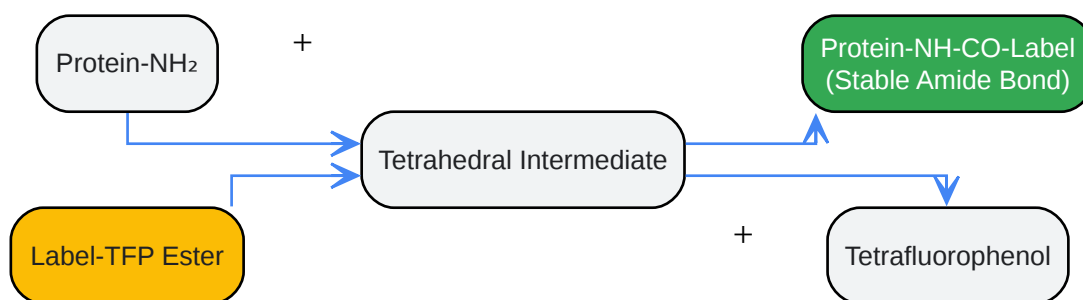 Protein-NH₂
+
Protein-NH-CO-Label
(Stable Amide Bond)
Tetrahedral Intermediate
Label-TFP Ester
+
Tetrafluorophenol